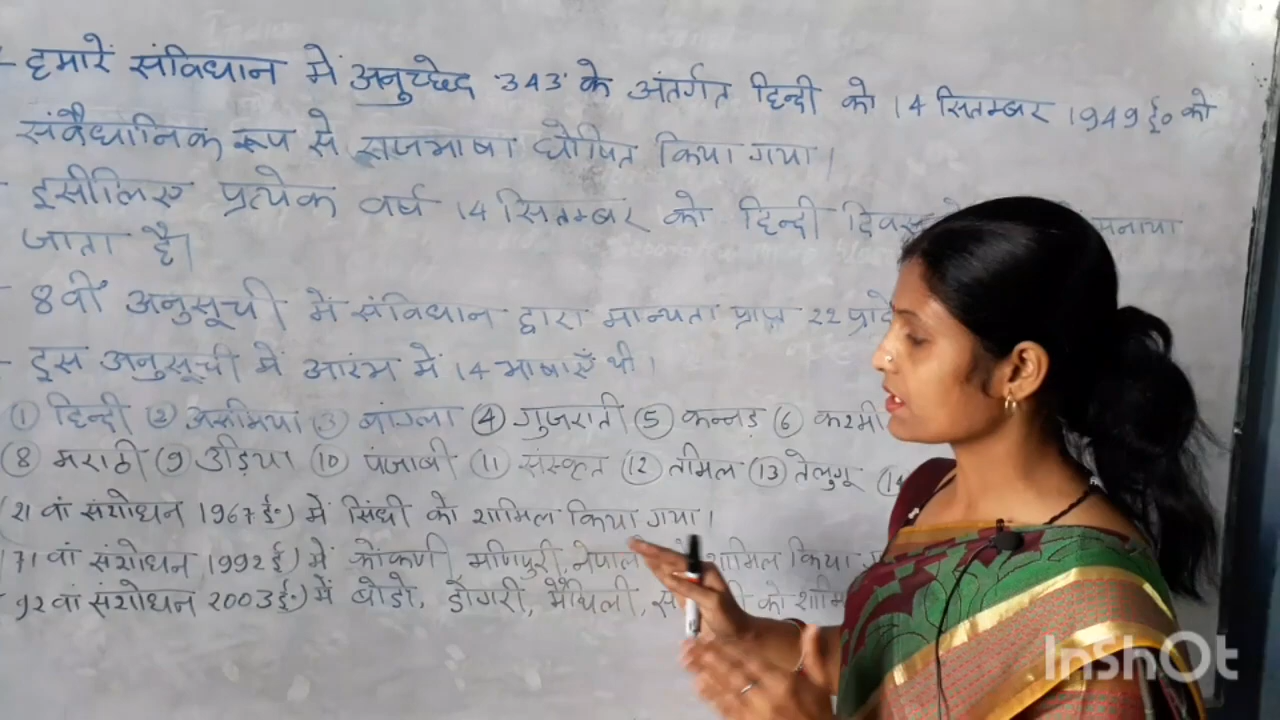 - हमारें संविधान में अनुच्छेद '343' के अंतर्गत हिन्दी को 14 सितम्बर 1949 ई० को
संवैधानिक रूप से राजभाषा घोषित किया गया।
- इसीलिए प्रत्येक वर्ष 14 सितम्बर को हिन्दी दिवस
जाता है।
- 8वीं अनुसूची में संविधान द्वारा मान्यता प्राप्त 22
- इस अनुसूची में आरंभ में 14 भाषाएँ थी।
① हिन्दी ② असमिया ③ बांग्ला ④ गुजराती ⑤ कन्नड़ ⑥
⑧ मराठी ⑨ उड़िया ⑩ पंजाबी ⑪ संस्कृत ⑫ तमिल ⑬ तेलुगू
(21 वां संशोधन 1967 ई०) में सिंधी को शामिल किया गया।
(71 वां संशोधन 1992 ई०) में कोंकणी, मणिपुरी, शामिल किया
92 वां संशोधन 2003 ई०) में बोडो, डोंगरी, मैथिली, को
InShOt